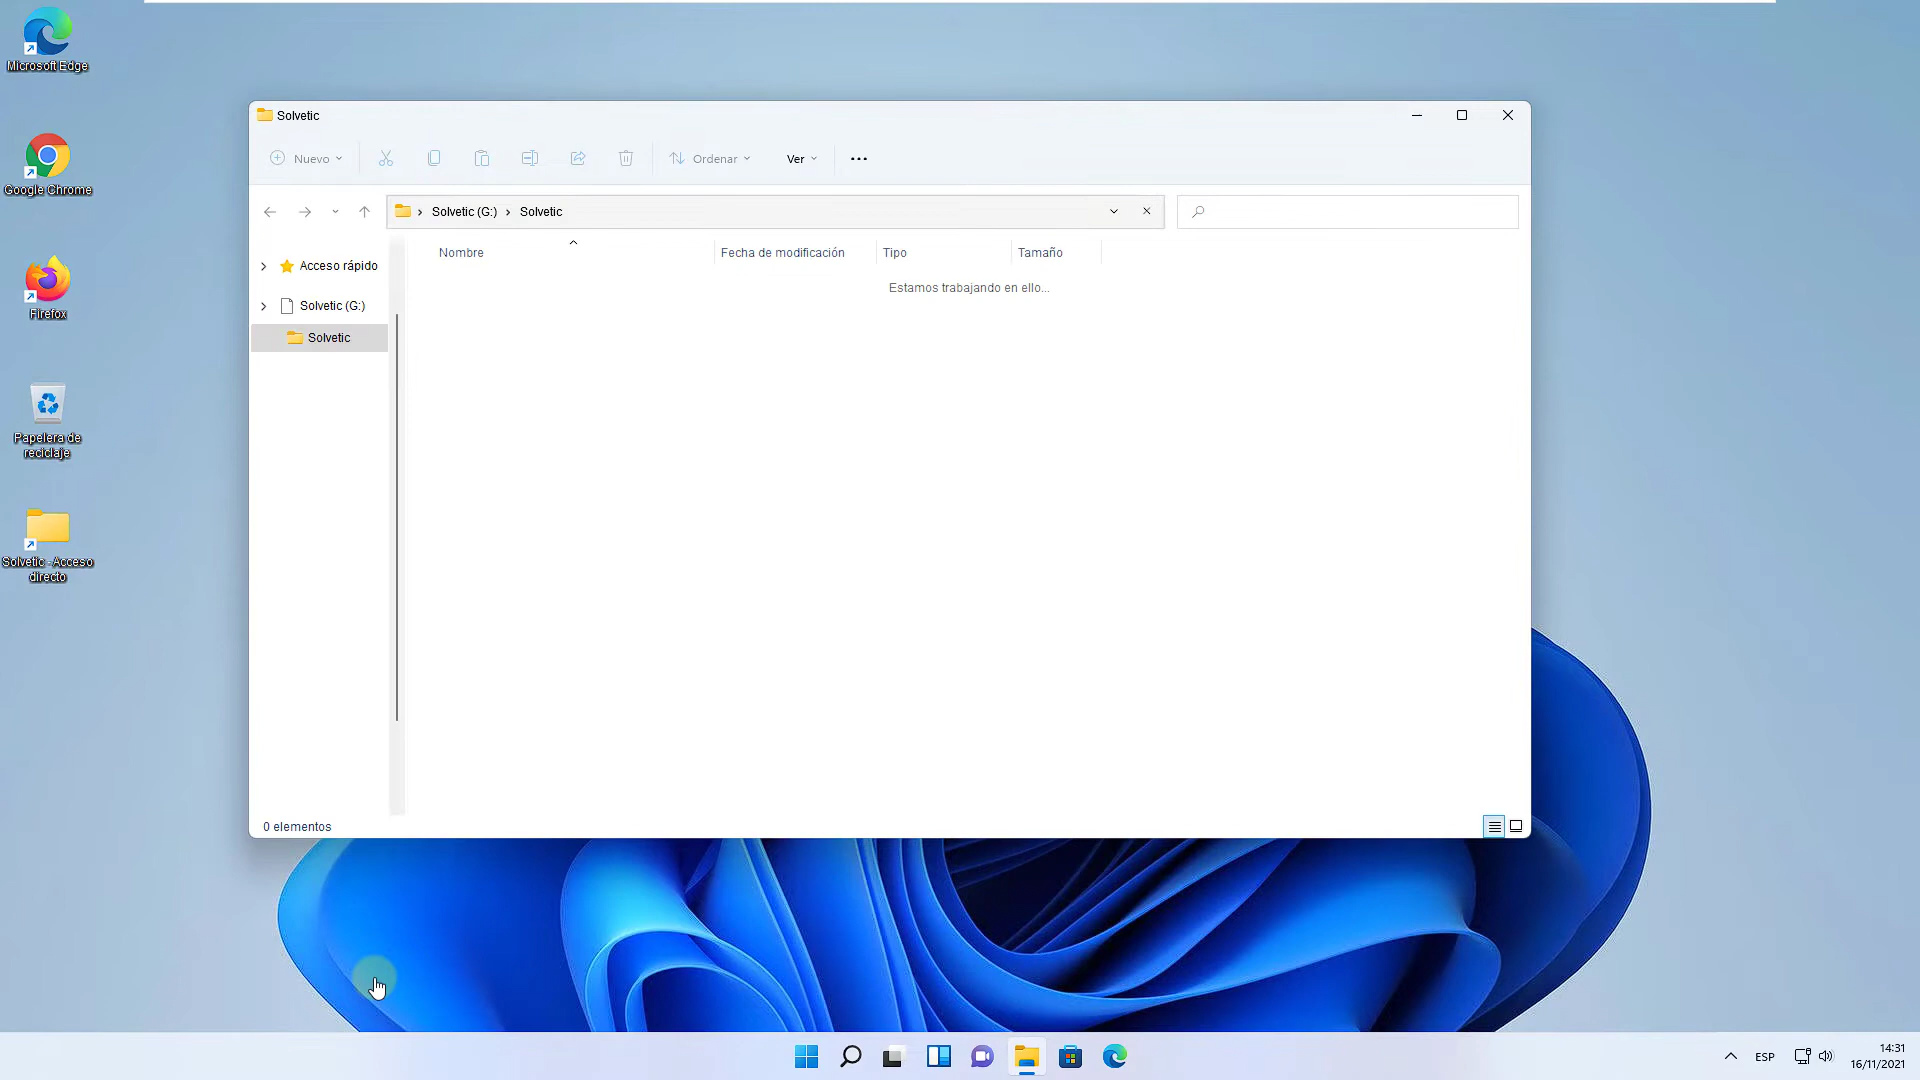 Microsoft Edge
Google Chrome
Firefox
Papelera de
reciclaje
Solvetic - Acceso
directo
Solvetic
Nuevo
Ordenar
Ver
Solvetic (G:) > Solvetic
Nombre
Fecha de modificación
Tipo
Tamaño
Estamos trabajando en ello...
Acceso rápido
Solvetic (G:)
Solvetic
0 elementos
ESP
14:31
16/11/2021